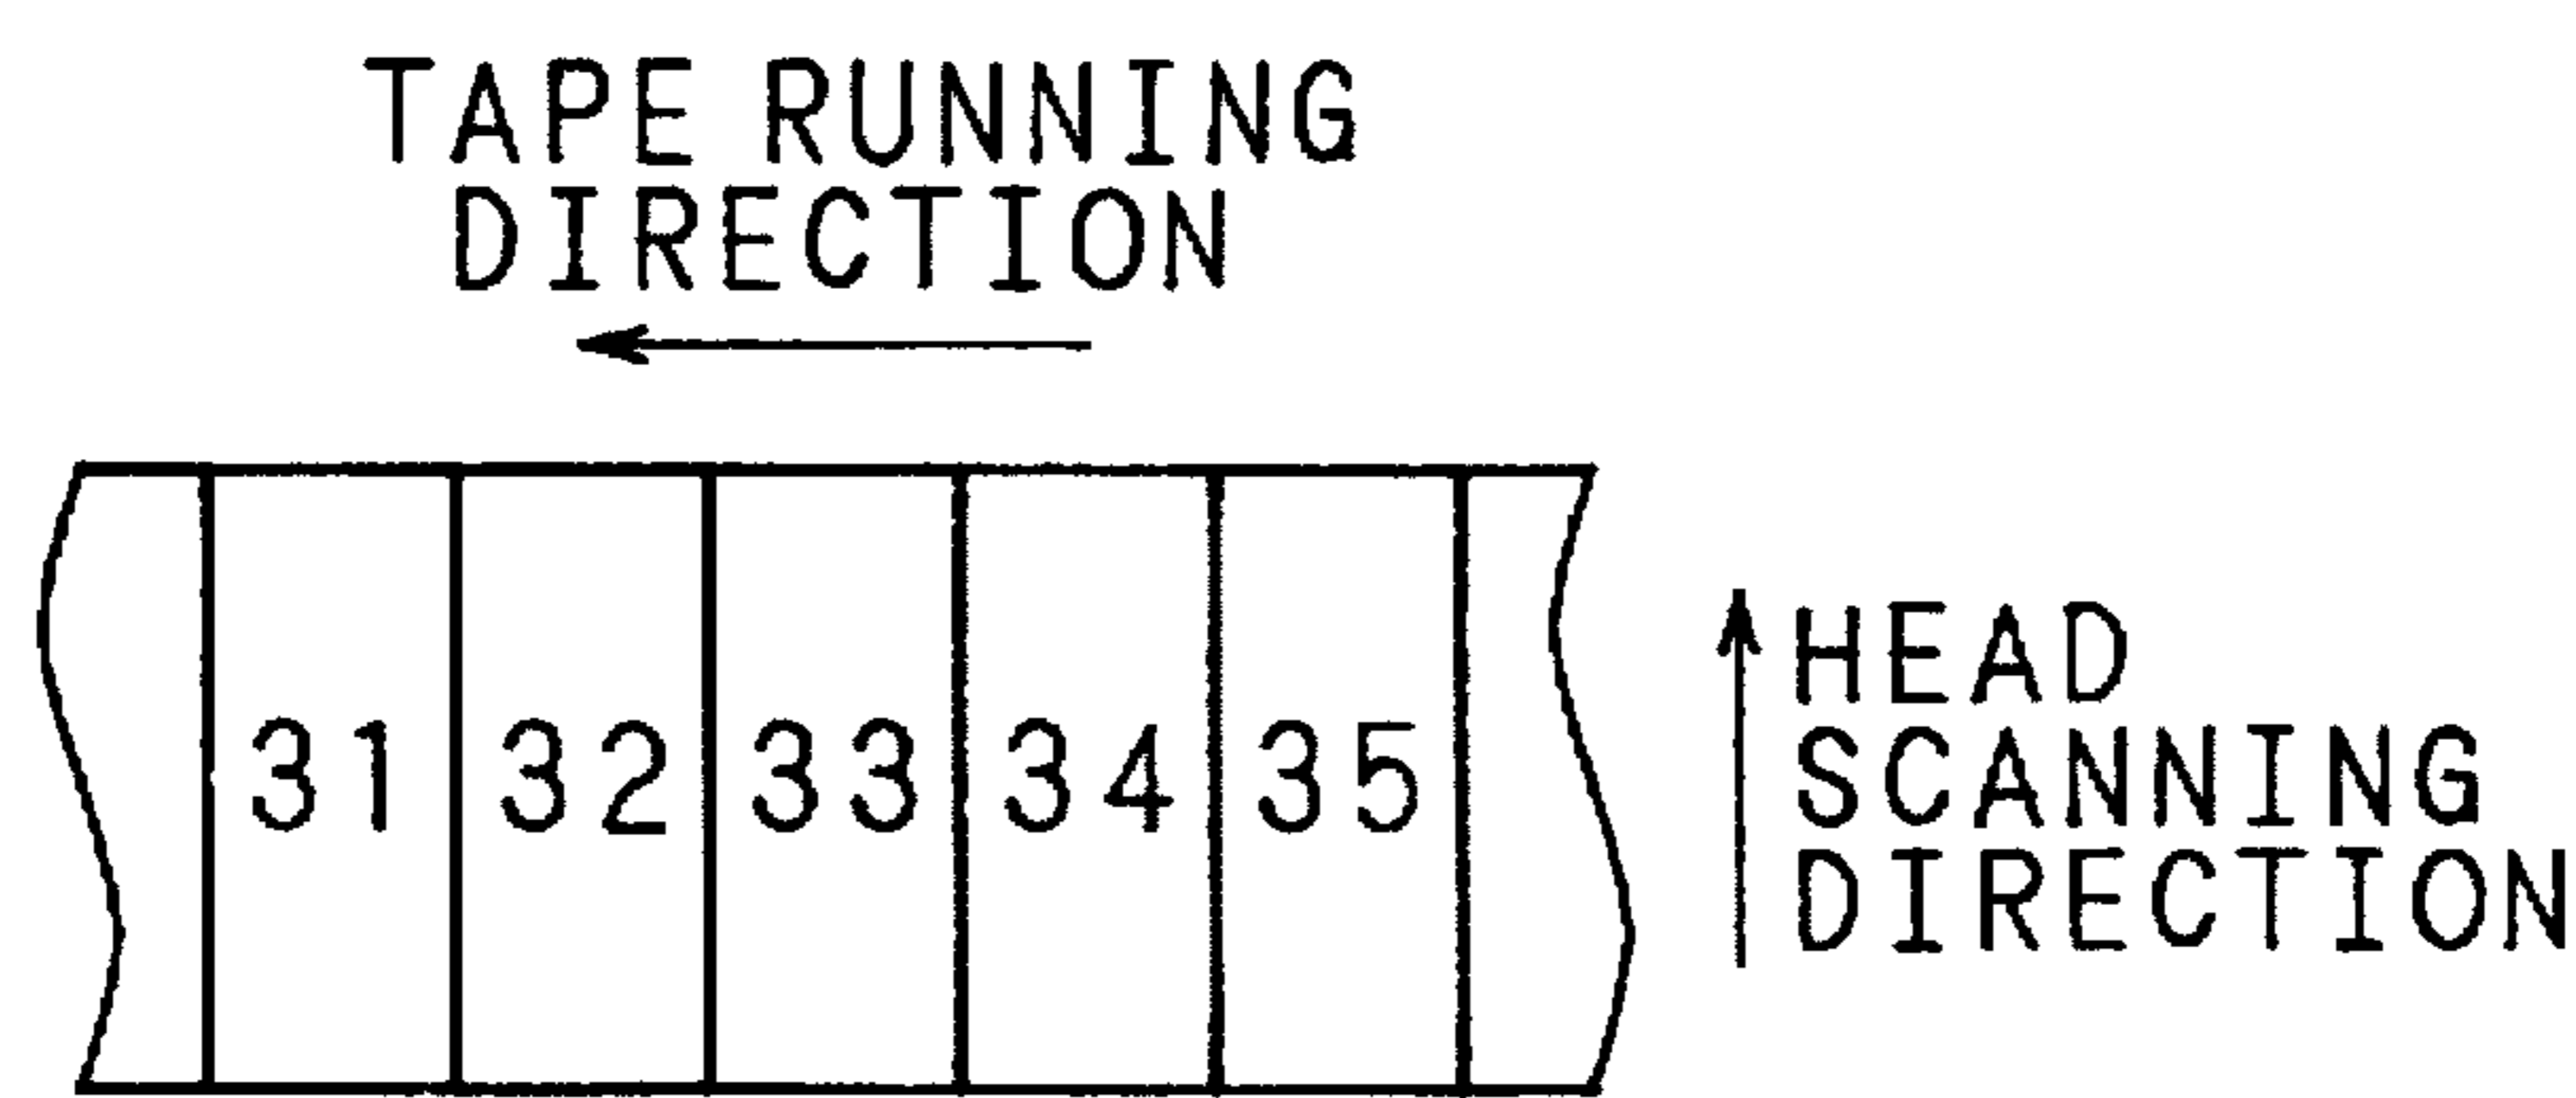 TAPE RUNNING
DIRECTION
31 32 33 34 35
HEAD
SCANNING
DIRECTION